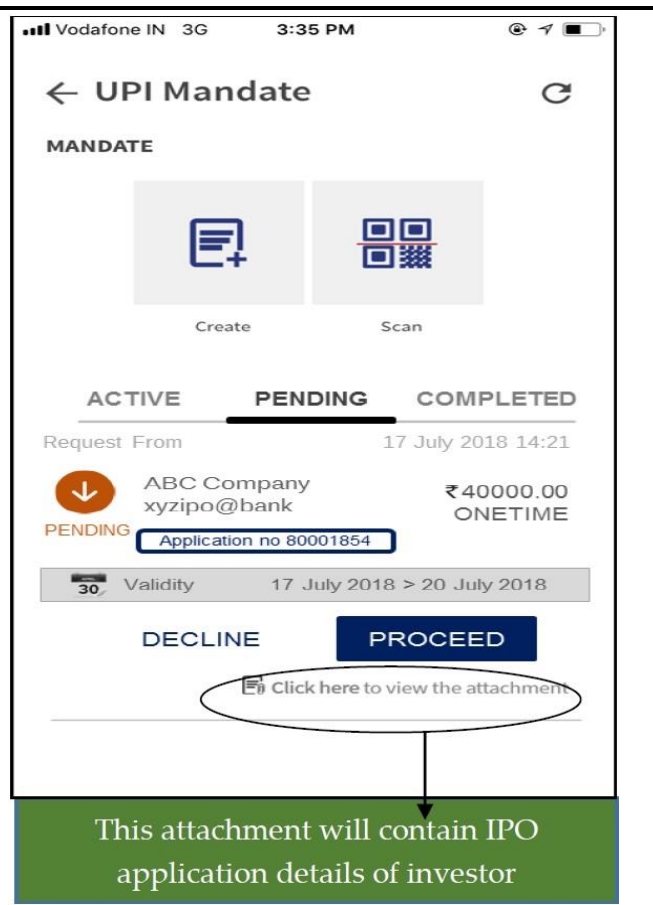 Vodafone IN 3G 3:35 PM
← UPI Mandate
MANDATE
Create Scan
ACTIVE PENDING COMPLETED
Request From 17 July 2018 14:21
ABC Company ₹40000.00
xyzipo@bank ONETIME
PENDING Application no 80001854
30 Validity 17 July 2018 > 20 July 2018
DECLINE PROCEED
Click here to view the attachment
This attachment will contain IPO
application details of investor